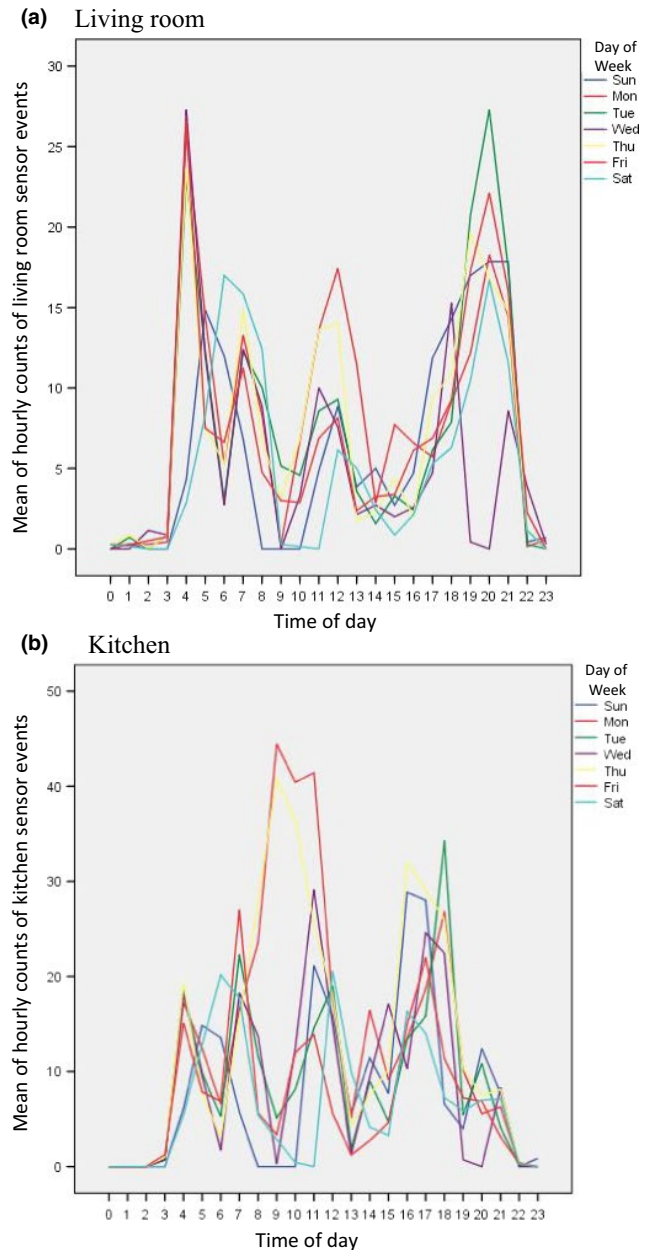 (a) Living room
Day of
Week
Sun
Mon
Tue
Wed
Thu
Fri
Sat
Mean of hourly counts of living room sensor events
30
25
20
15
10
5
0
0 1 2 3 4 5 6 7 8 9 10 11 12 13 14 15 16 17 18 19 20 21 22 23
Time of day
(b) Kitchen
Day of
Week
Sun
Mon
Tue
Wed
Thu
Fri
Sat
Mean of hourly counts of kitchen sensor events
50
40
30
20
10
0
0 1 2 3 4 5 6 7 8 9 10 11 12 13 14 15 16 17 18 19 20 21 22 23
Time of day